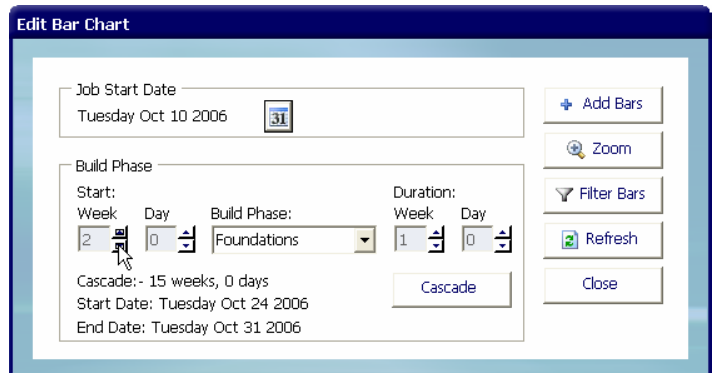 Edit Bar Chart
Job Start Date
Tuesday Oct 10 2006
31
Add Bars
Zoom
Filter Bars
Refresh
Close
Build Phase
Start:
Duration:
Week Day Build Phase: Week Day
2 0 Foundations 1 0
Cascade:- 15 weeks, 0 days
Cascade
Start Date: Tuesday Oct 24 2006
End Date: Tuesday Oct 31 2006